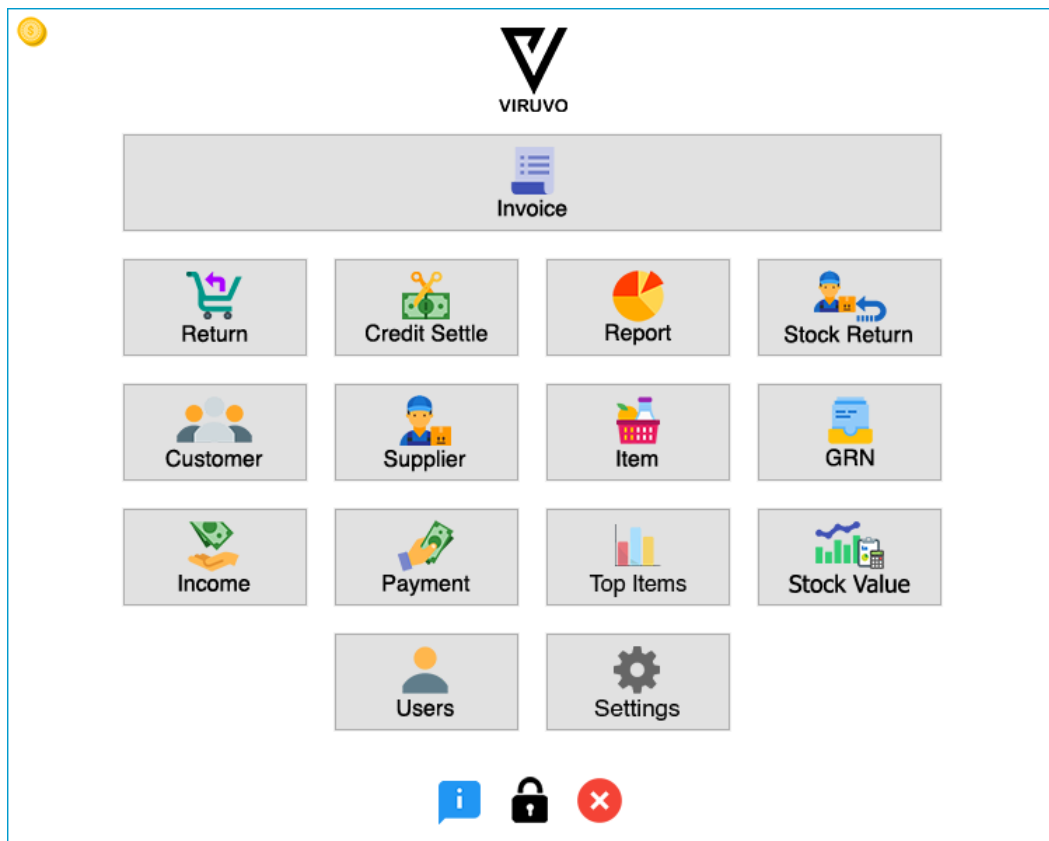 VIRUVO
Invoice
Return
Credit Settle
Report
Stock Return
Customer
Supplier
Item
GRN
Income
Payment
Top Items
Stock Value
Users
Settings